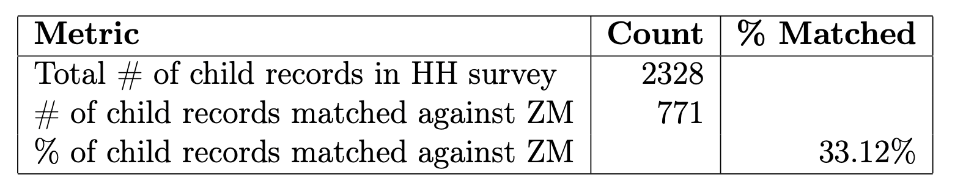 Metric Count % Matched
Total # of child records in HH survey 2328
# of child records matched against ZM 771
% of child records matched against ZM 33.12%